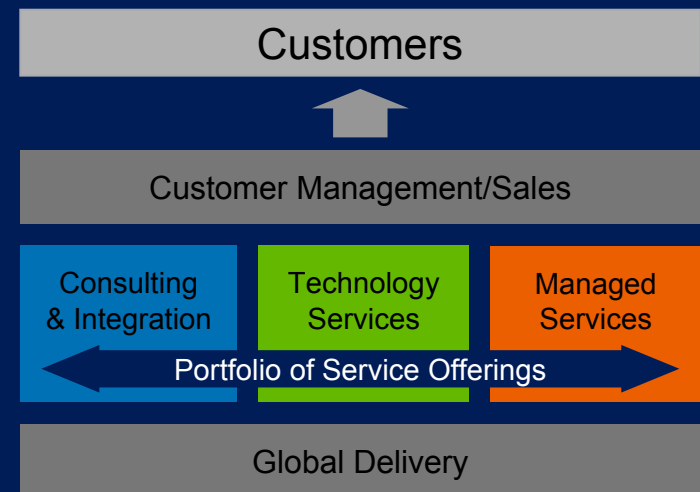 Customers
Customer Management/Sales
Consulting
& Integration
Technology
Services
Managed
Services
Portfolio of Service Offerings
Global Delivery